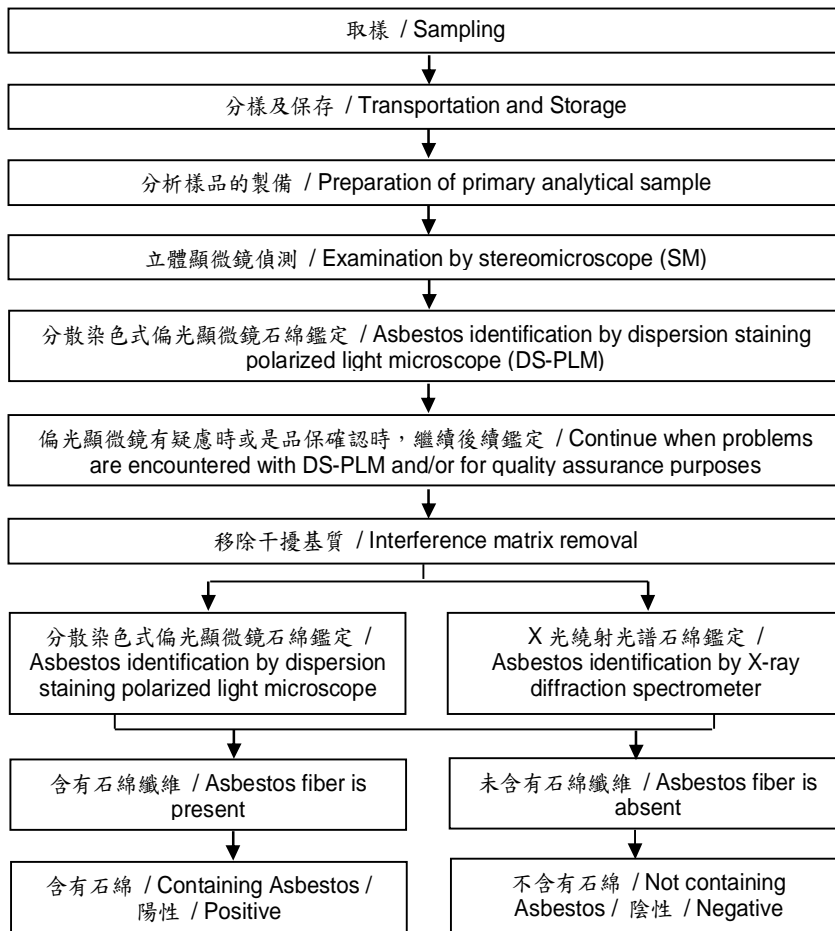 取樣 / Sampling
分樣及保存 / Transportation and Storage
分析樣品的製備 / Preparation of primary analytical sample
立體顯微鏡偵測 / Examination by stereomicroscope (SM)
分散染色式偏光顯微鏡石綿鑑定 / Asbestos identification by dispersion staining
polarized light microscope (DS-PLM)
偏光顯微鏡有疑慮時或是品保確認時，繼續後續鑑定 / Continue when problems
are encountered with DS-PLM and/or for quality assurance purposes
移除干擾基質 / Interference matrix removal
分散染色式偏光顯微鏡石綿鑑定 /
Asbestos identification by dispersion
staining polarized light microscope
X 光繞射光譜石綿鑑定 /
Asbestos identification by X-ray
diffraction spectrometer
含有石綿纖維 / Asbestos fiber is
present
未含有石綿纖維 / Asbestos fiber is
absent
含有石綿 / Containing Asbestos /
陽性 / Positive
不含有石綿 / Not containing
Asbestos / 陰性 / Negative